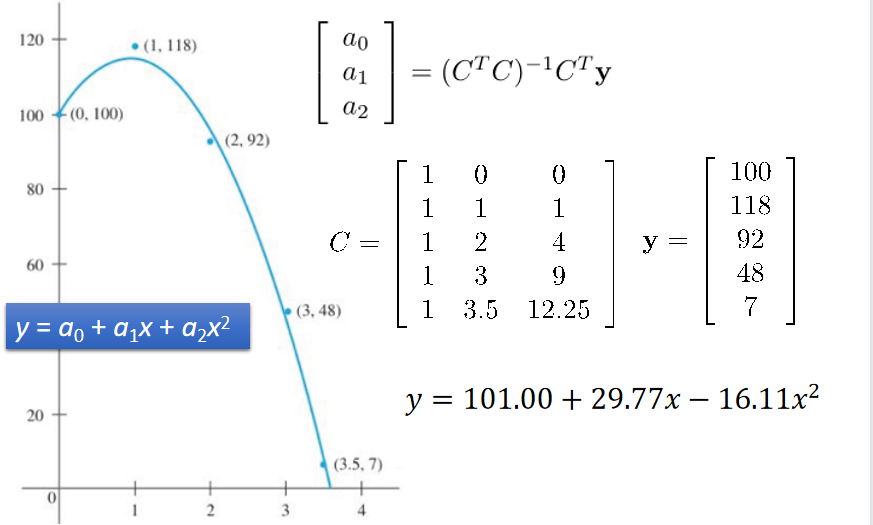 120
(1, 118)
100
(0, 100)
(2, 92)
80
60
(3, 48)
y = a₀ + a₁x + a₂x²
20
(3.5, 7)
0
1 2 3 4
[ a₀ a₁ a₂ ] = (CᵀC)⁻¹Cᵀy
C =
1 0 0
1 1 1
1 2 4
1 3 9
1 3.5 12.25
y =
100
118
92
48
7
y = 101.00 + 29.77x − 16.11x²